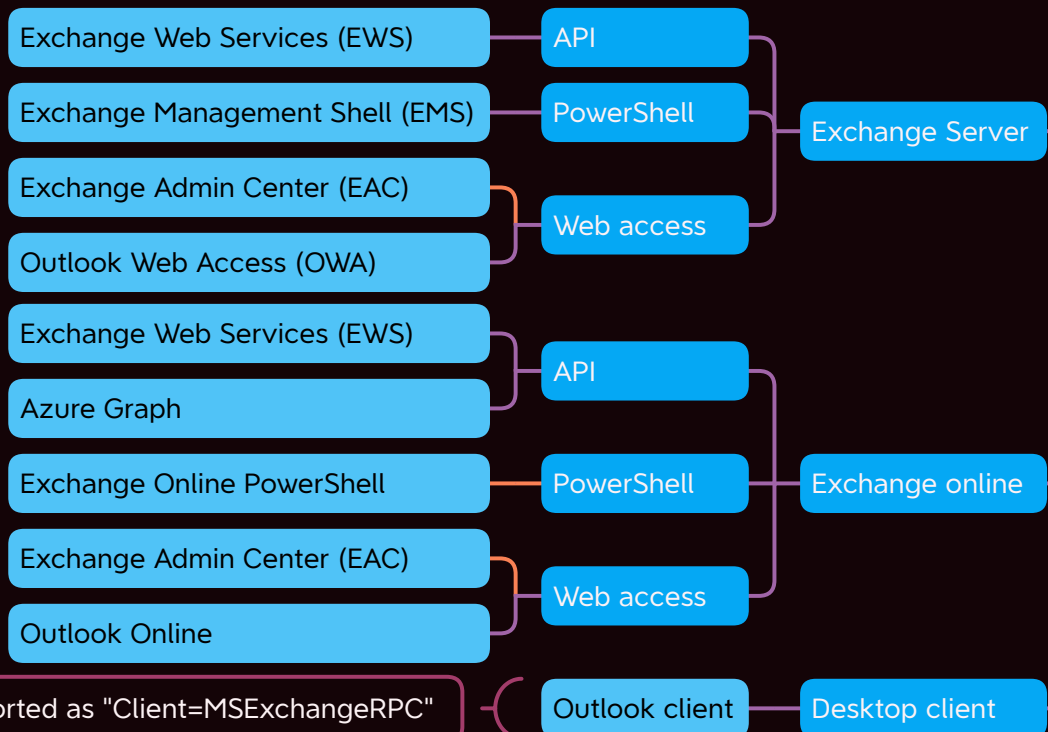 Exchange Web Services (EWS)
API
Exchange Management Shell (EMS)
PowerShell
Exchange Server
Exchange Admin Center (EAC)
Web access
Outlook Web Access (OWA)
Exchange Web Services (EWS)
API
Azure Graph
Exchange Online PowerShell
PowerShell
Exchange online
Exchange Admin Center (EAC)
Web access
Outlook Online
as "Client=MSExchangeRPC"
Outlook client
Desktop client